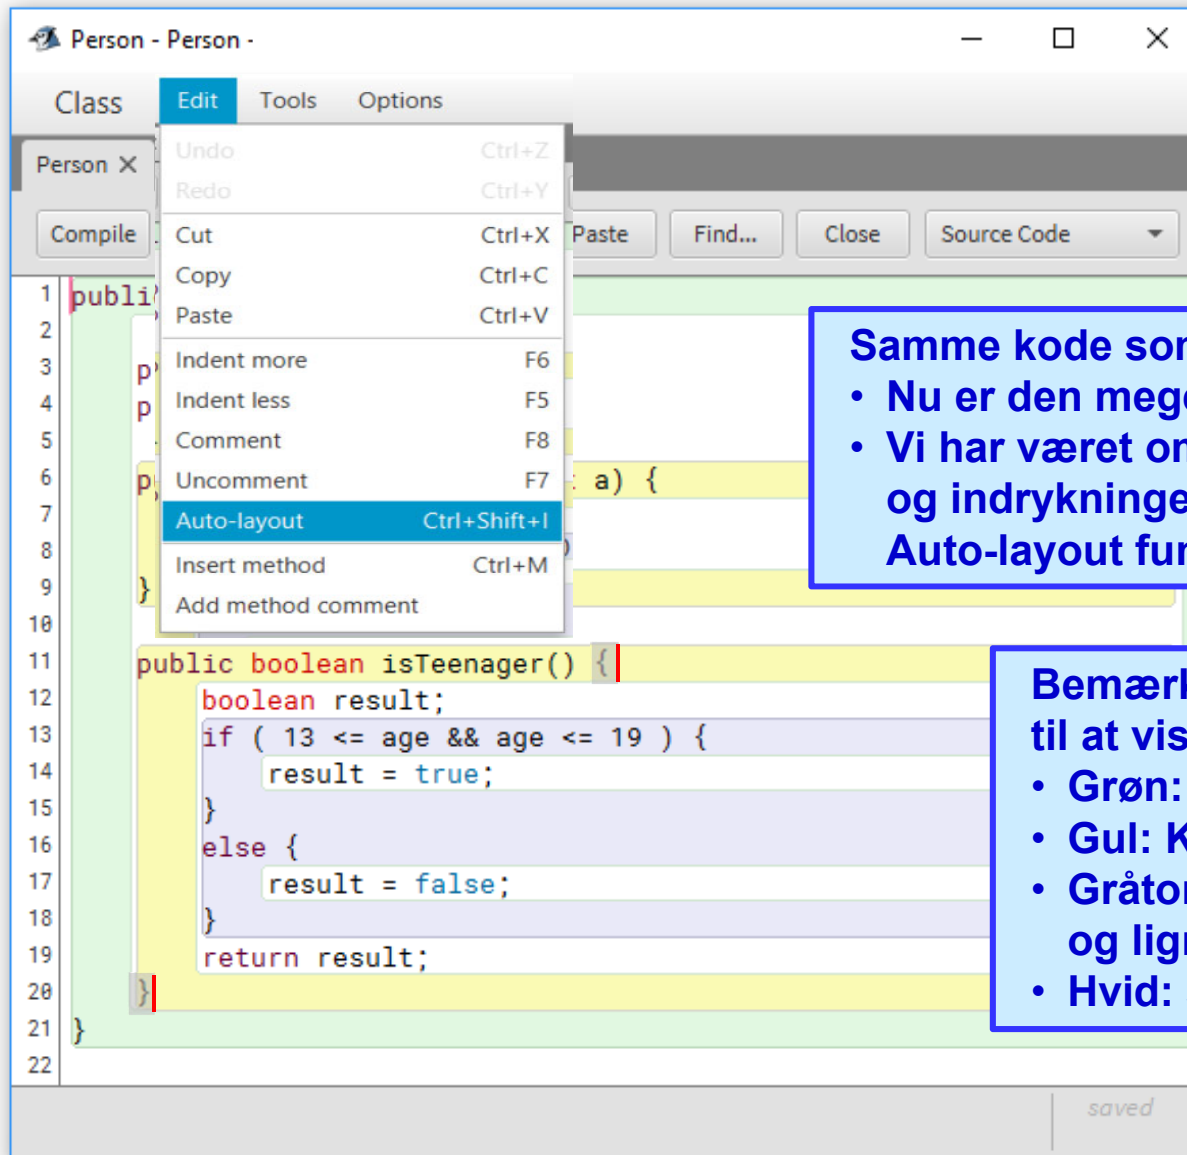 Person - Person -
Class Edit Tools Options
Person
Undo Ctrl+Z
Redo Ctrl+Y
Compile Paste Find... Close Source Code
Cut Ctrl+X
Copy Ctrl+C
Paste Ctrl+V
Indent more F6
Indent less F5
Comment F8
Uncomment F7
Auto-layout Ctrl+Shift+I
Insert method Ctrl+M
Add method comment
1 publi
2
3 p
4 p
5
6 p a) {
7
8
9 }
10
11 public boolean isTeenager() {
12 boolean result;
13 if ( 13 <= age && age <= 19 ) {
14 result = true;
15 }
16 else {
17 result = false;
18 }
19 return result;
20 }
21 }
22
Samme kode som
• Nu er den mege
• Vi har været on
og indrykninge
Auto-layout fun
Bemærk
til at vis
• Grøn:
• Gul: K
• Gråton
og lign
• Hvid:
saved